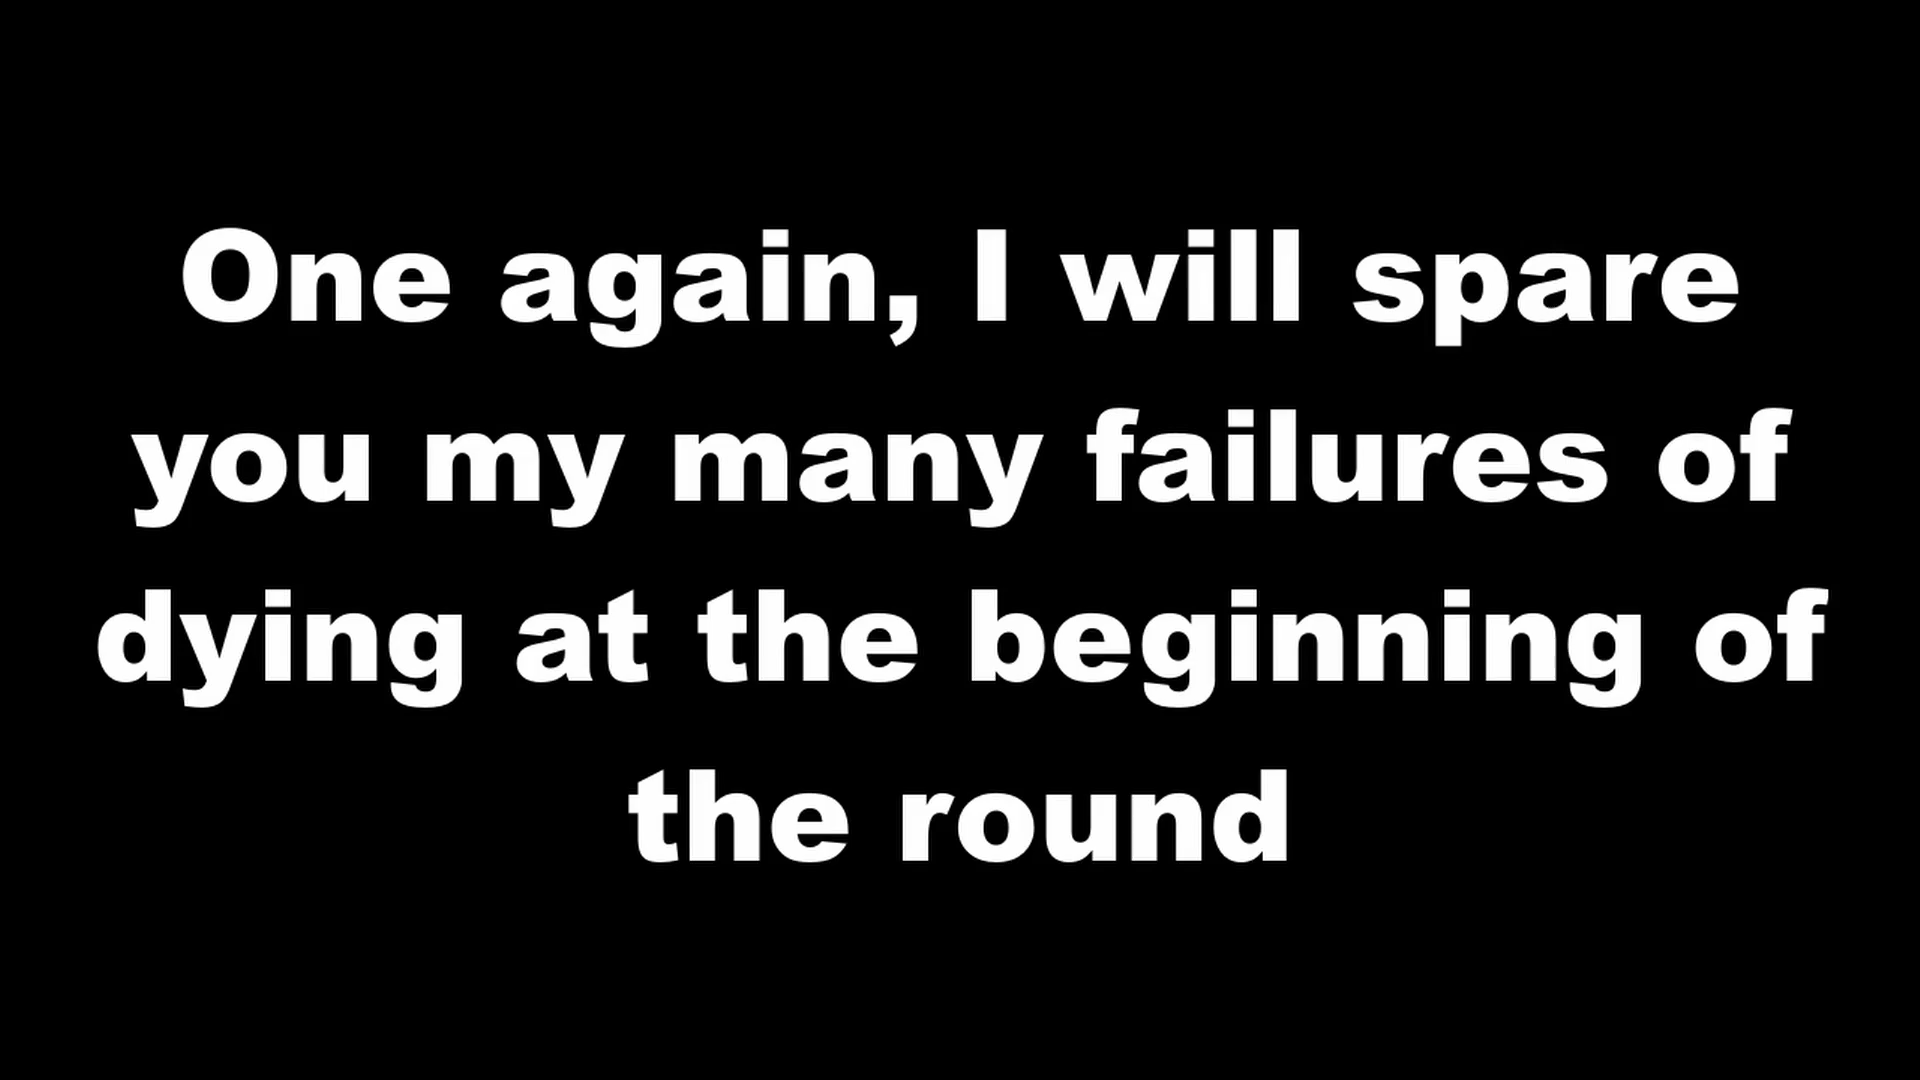 One again, I will spare
you my many failures of
dying at the beginning of
the round